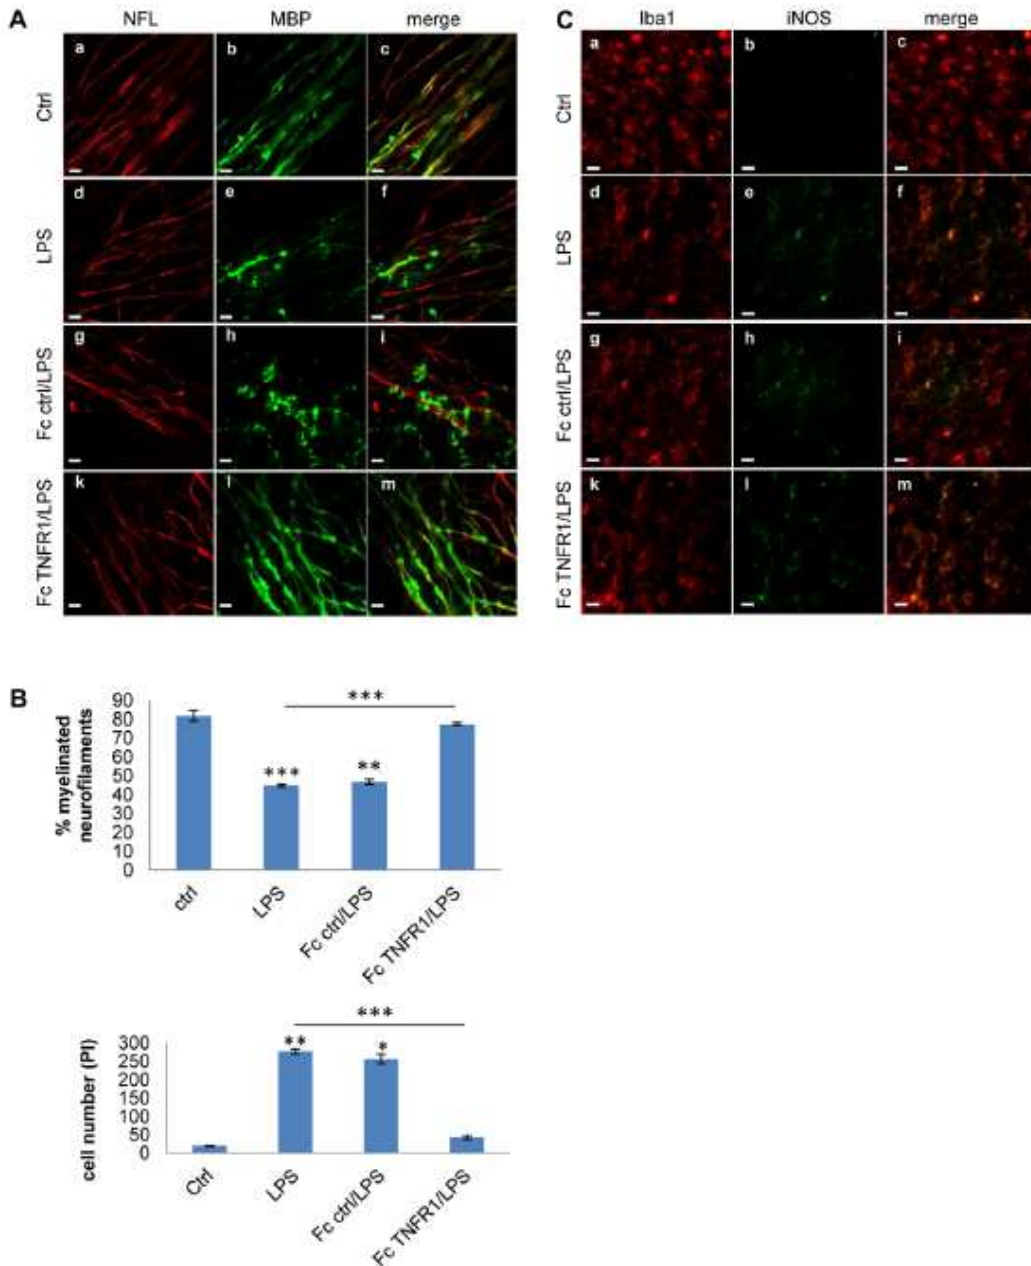 A
NFL MBP merge
Ctrl
a b c
LPS
d e f
Fc ctrl/LPS
g h i
Fc TNFR1/LPS
k l m
C
Iba1 iNOS merge
Ctrl
a b c
LPS
d e f
Fc ctrl/LPS
g h i
Fc TNFR1/LPS
k l m
B
% myelinated
neurofilaments
90
80
70
60
50
40
30
20
10
0
***
***
**
ctrl
LPS
Fc ctrl/LPS
Fc TNFR1/LPS
cell number (PI)
300
250
200
150
100
50
0
***
**
*
Ctrl
LPS
Fc ctrl/LPS
Fc TNFR1/LPS